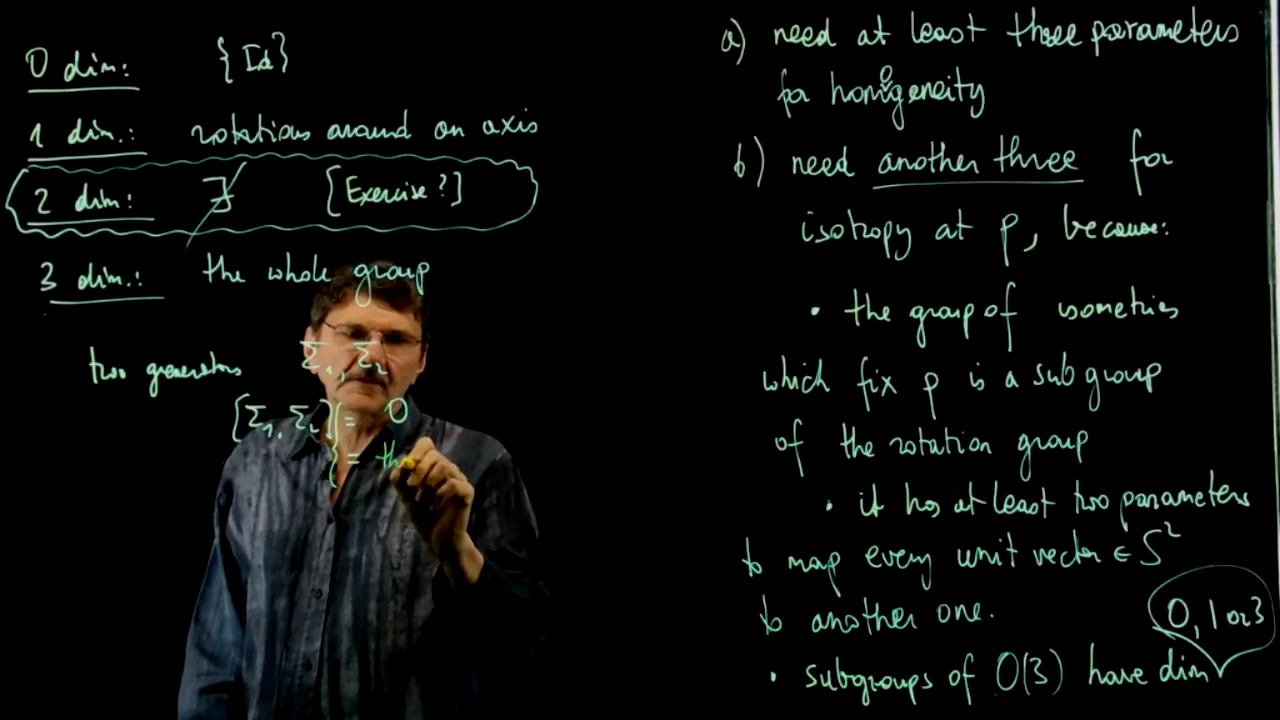 0 dim: {Id}
1 dim.: rotations around on axis
2 dim: ∄ [Exercise?]
3 dim.: the whole group
two generators Σ1, Σ2
[Σ1, Σ2] { = 0
{ = th
a) need at least three parameters
for homogeneity
b) need another three for
isotropy at p, because:
• the group of isometries
which fix p is a subgroup
of the rotation group
• it has at least two parameters
to map every unit vector ∈ S²
to another one.
0, 1 or 3
• subgroups of O(3) have dim